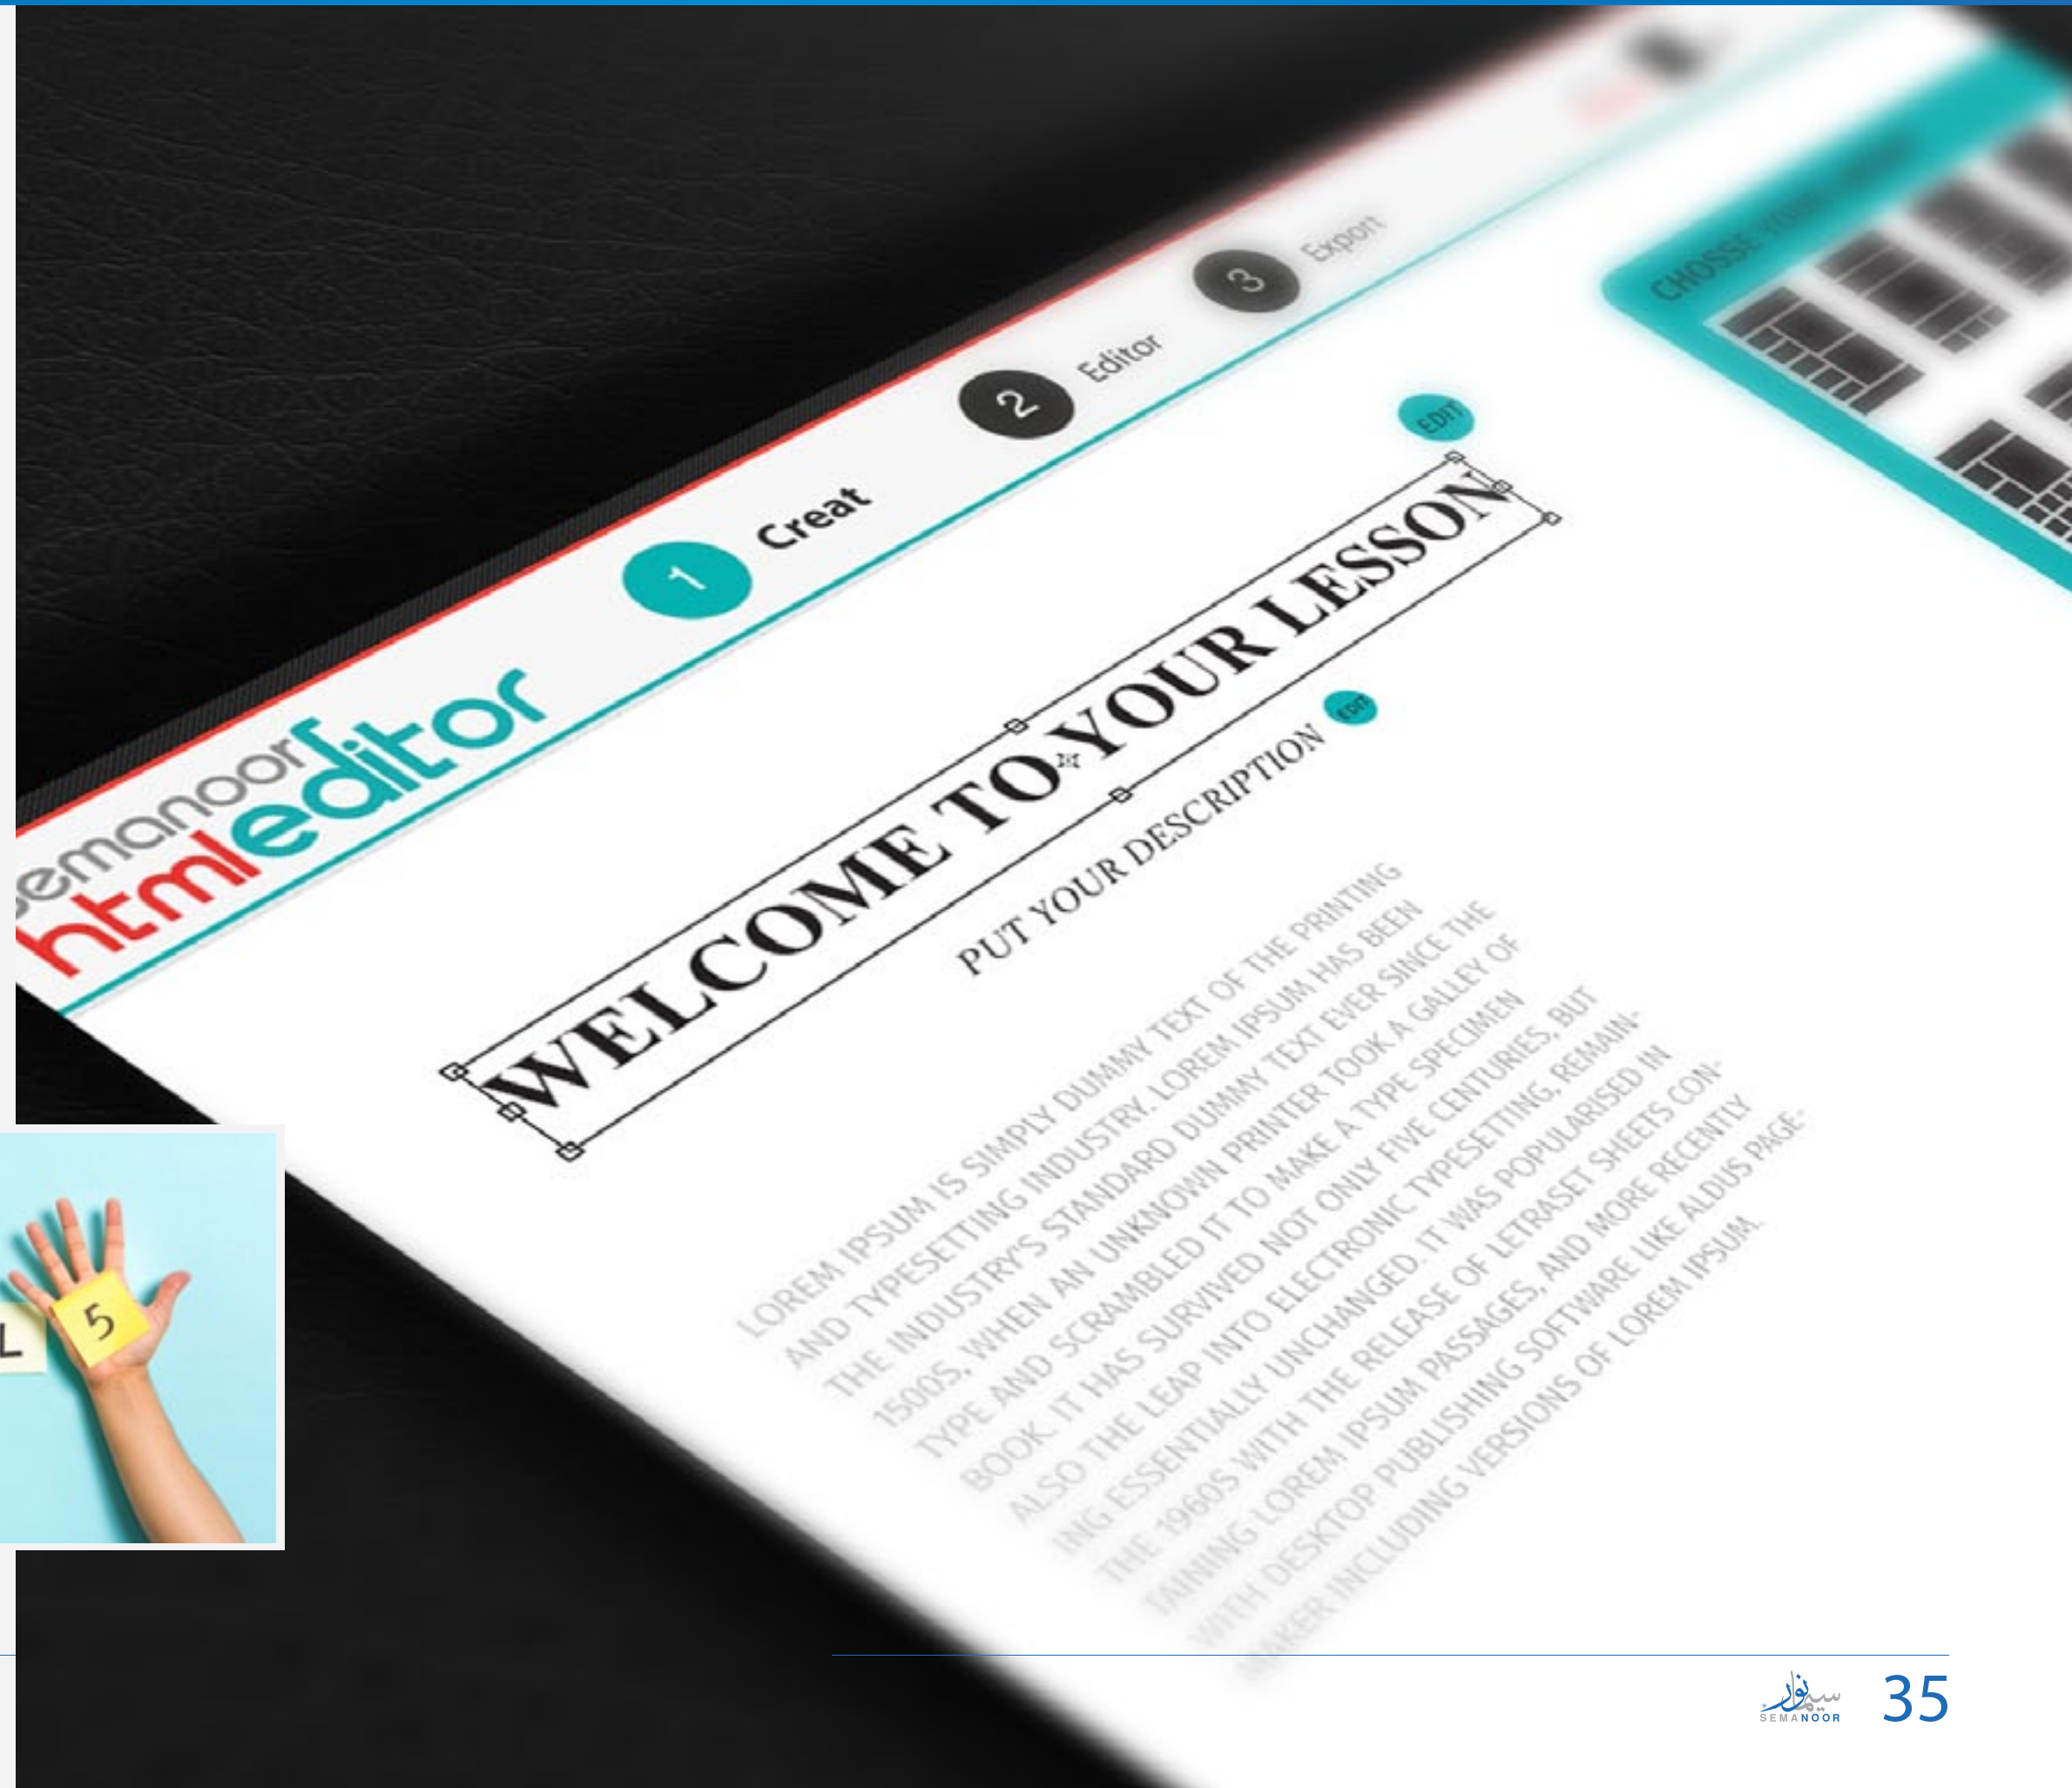 semanoor
htmleditor
1 Creat
2 Editor
3 Export
CHOSSE YOUR
EDIT
WELCOME TO YOUR LESSON
PUT YOUR DESCRIPTION EDIT
LOREM IPSUM IS SIMPLY DUMMY TEXT OF THE PRINTING
AND TYPESETTING INDUSTRY. LOREM IPSUM HAS BEEN
THE INDUSTRY'S STANDARD DUMMY TEXT EVER SINCE THE
1500S, WHEN AN UNKNOWN PRINTER TOOK A GALLEY OF
TYPE AND SCRAMBLED IT TO MAKE A TYPE SPECIMEN
BOOK. IT HAS SURVIVED NOT ONLY FIVE CENTURIES, BUT
ALSO THE LEAP INTO ELECTRONIC TYPESETTING, REMAIN-
ING ESSENTIALLY UNCHANGED. IT WAS POPULARISED IN
THE 1960S WITH THE RELEASE OF LETRASET SHEETS CON-
TAINING LOREM IPSUM PASSAGES, AND MORE RECENTLY
WITH DESKTOP PUBLISHING SOFTWARE LIKE ALDUS PAGE-
MAKER INCLUDING VERSIONS OF LOREM IPSUM.
L 5
سيمانور
SEMANOOR
35